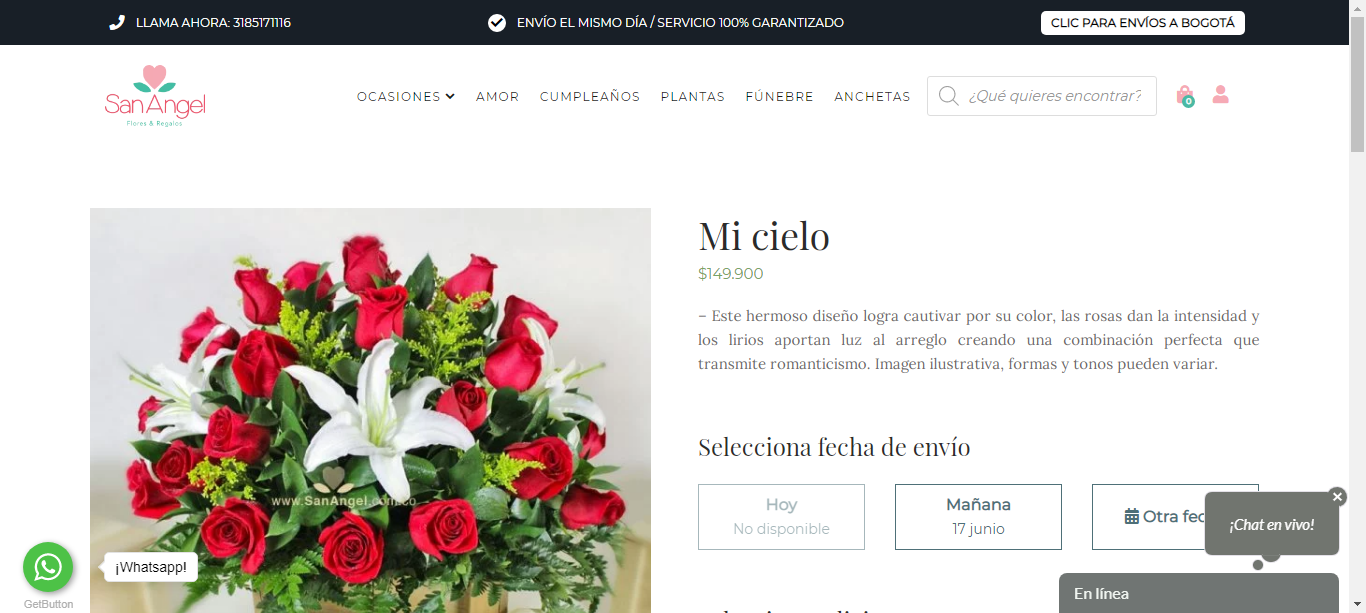 LLAMA AHORA: 3185171116
ENVÍO EL MISMO DÍA / SERVICIO 100% GARANTIZADO
CLIC PARA ENVÍOS A BOGOTÁ
SanAngel
Flores & Regalos
OCASIONES
AMOR
CUMPLEAÑOS
PLANTAS
FÚNEBRE
ANCHETAS
¿Qué quieres encontrar?
0
Mi cielo
$149.900
– Este hermoso diseño logra cautivar por su color, las rosas dan la intensidad y
los lirios aportan luz al arreglo creando una combinación perfecta que
transmite romanticismo. Imagen ilustrativa, formas y tonos pueden variar.
www.SanAngel.com.co
Selecciona fecha de envío
Hoy
No disponible
Mañana
17 junio
Otra fec
¡Chat en vivo!
¡Whatsapp!
GetButton
En línea